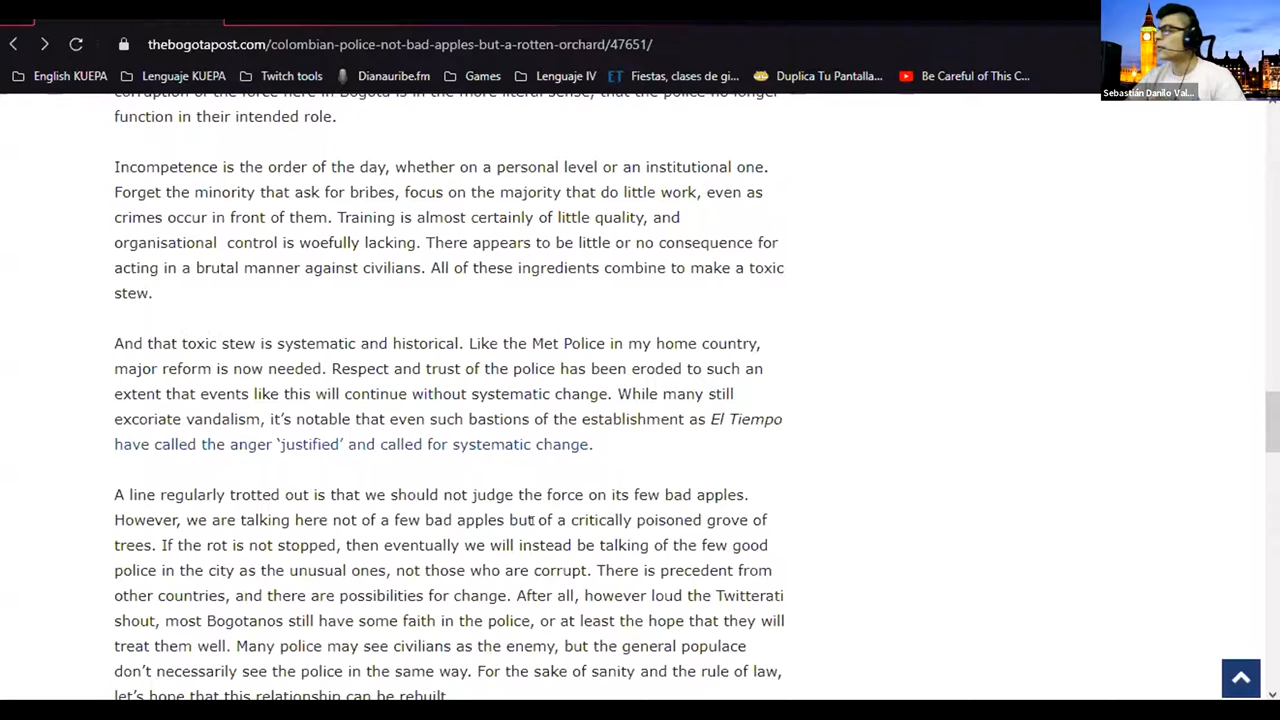 thebogotapost.com/colombian-police-not-bad-apples-but-a-rotten-orchard/47651/
English KUEPA Lenguaje KUEPA Twitch tools Dianauribe.fm Games Lenguaje IV ET Fiestas, clases de gi... Duplica Tu Pantalla... Be Careful of This C...
Sebastián Danilo Val...
corruption of the force here in Bogotá is in the more literal sense, that the police no longer
function in their intended role.
Incompetence is the order of the day, whether on a personal level or an institutional one.
Forget the minority that ask for bribes, focus on the majority that do little work, even as
crimes occur in front of them. Training is almost certainly of little quality, and
organisational control is woefully lacking. There appears to be little or no consequence for
acting in a brutal manner against civilians. All of these ingredients combine to make a toxic
stew.
And that toxic stew is systematic and historical. Like the Met Police in my home country,
major reform is now needed. Respect and trust of the police has been eroded to such an
extent that events like this will continue without systematic change. While many still
excoriate vandalism, it’s notable that even such bastions of the establishment as El Tiempo
have called the anger ‘justified’ and called for systematic change.
A line regularly trotted out is that we should not judge the force on its few bad apples.
However, we are talking here not of a few bad apples but of a critically poisoned grove of
trees. If the rot is not stopped, then eventually we will instead be talking of the few good
police in the city as the unusual ones, not those who are corrupt. There is precedent from
other countries, and there are possibilities for change. After all, however loud the Twitterati
shout, most Bogotanos still have some faith in the police, or at least the hope that they will
treat them well. Many police may see civilians as the enemy, but the general populace
don’t necessarily see the police in the same way. For the sake of sanity and the rule of law,
let’s hope that this relationship can be rebuilt